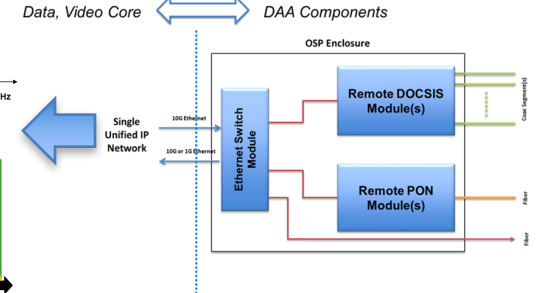 Data, Video Core
DAA Components
OSP Enclosure
Hz
Single
Unified IP
Network
10G Ethernet
10G or 1G Ethernet
Ethernet Switch
Module
Remote DOCSIS
Module(s)
Remote PON
Module(s)
Coax Segment(s)
Fiber
Fiber